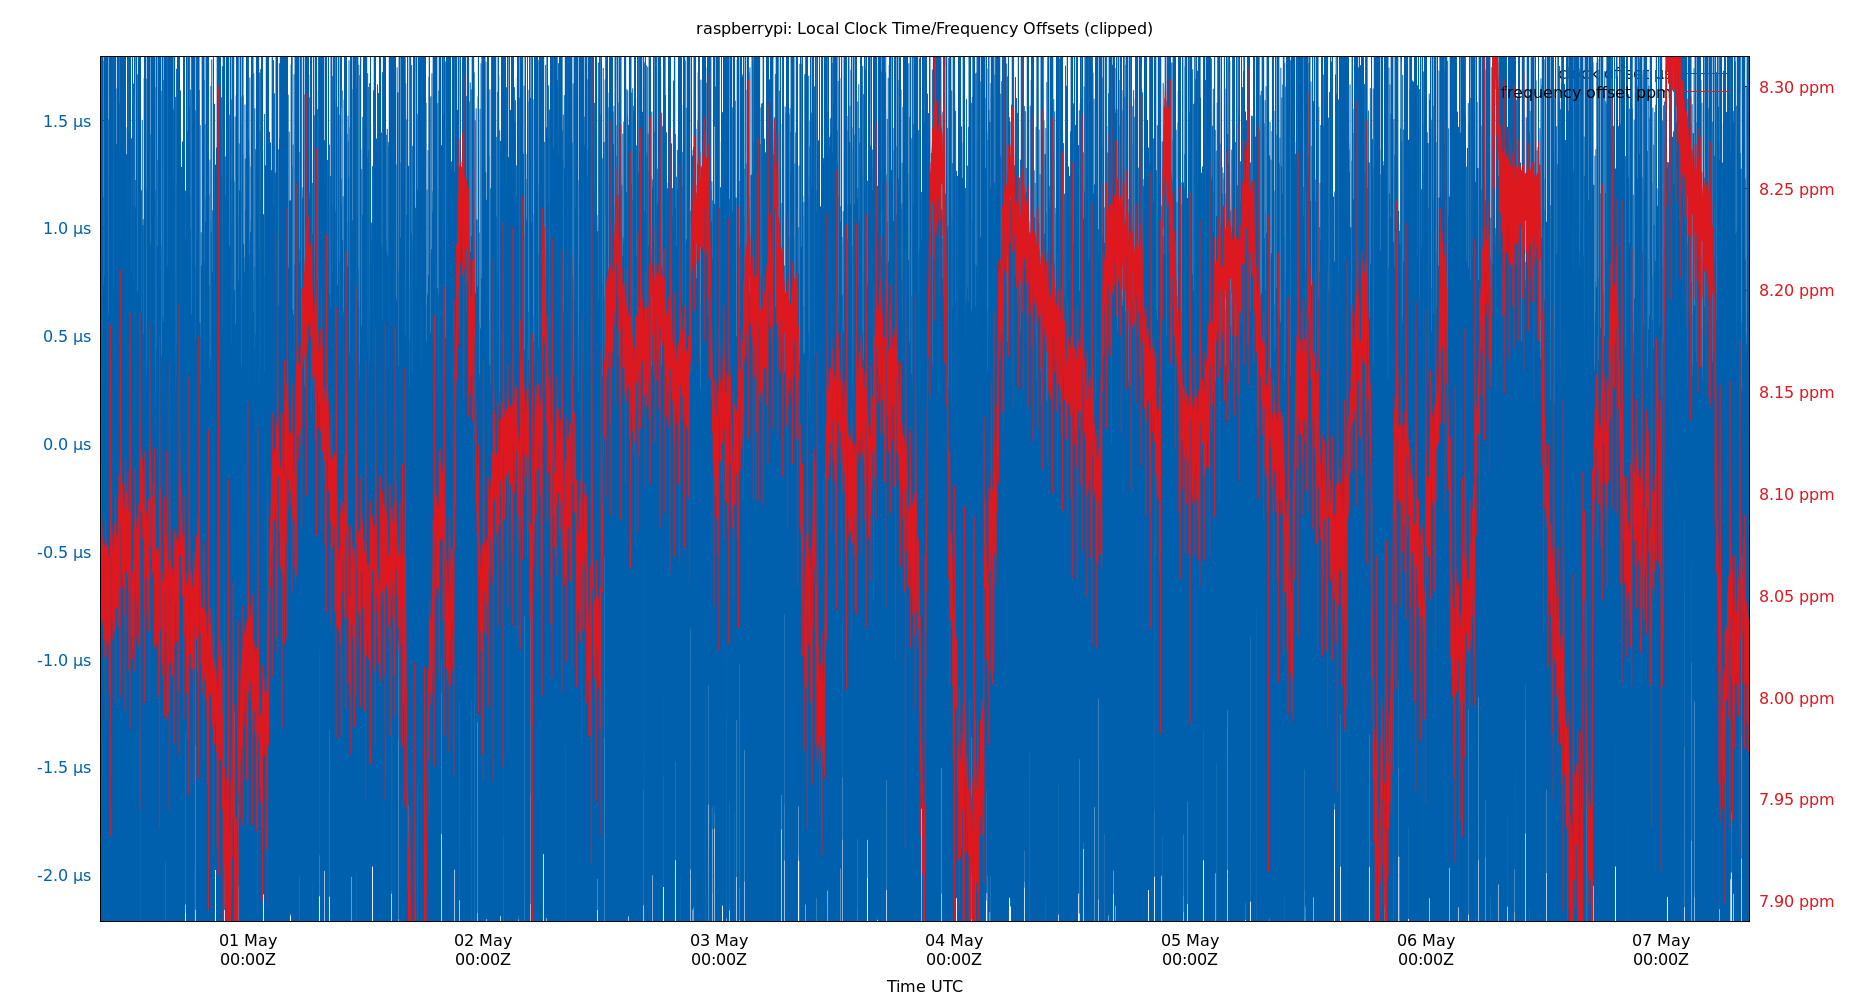 raspberrypi: Local Clock Time/Frequency Offsets (clipped)
clock offset µs
frequency offset ppm
1.5 µs
1.0 µs
0.5 µs
0.0 µs
-0.5 µs
-1.0 µs
-1.5 µs
-2.0 µs
8.30 ppm
8.25 ppm
8.20 ppm
8.15 ppm
8.10 ppm
8.05 ppm
8.00 ppm
7.95 ppm
7.90 ppm
01 May
00:00Z
02 May
00:00Z
03 May
00:00Z
04 May
00:00Z
05 May
00:00Z
06 May
00:00Z
07 May
00:00Z
Time UTC